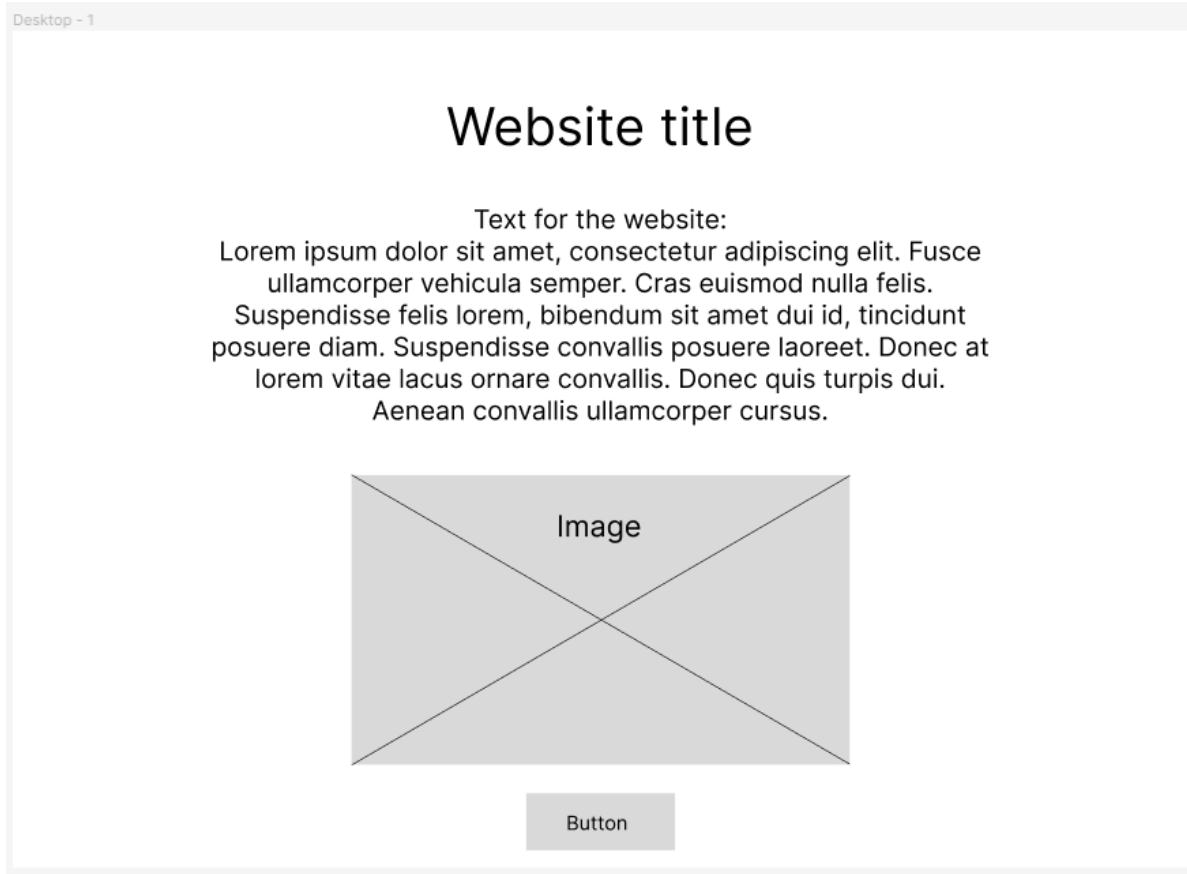 Desktop - 1
Website title
Text for the website:
Lorem ipsum dolor sit amet, consectetur adipiscing elit. Fusce
ullamcorper vehicula semper. Cras euismod nulla felis.
Suspendisse felis lorem, bibendum sit amet dui id, tincidunt
posuere diam. Suspendisse convallis posuere laoreet. Donec at
lorem vitae lacus ornare convallis. Donec quis turpis dui.
Aenean convallis ullamcorper cursus.
Image
Button